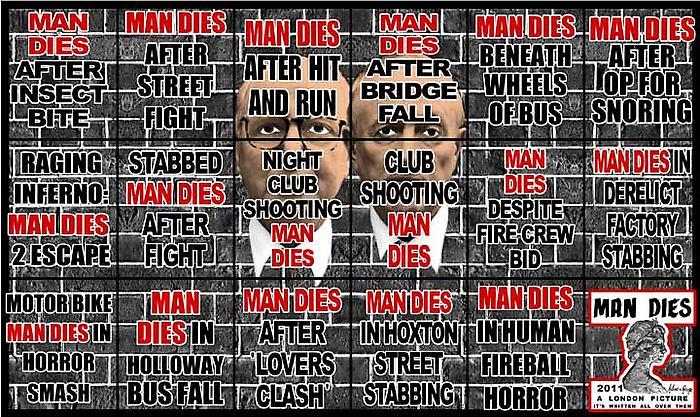 MAN
DIES
AFTER
INSECT
BITE
MAN DIES
AFTER
STREET
FIGHT
MAN DIES
AFTER HIT
AND RUN
MAN
DIES
AFTER
BRIDGE
FALL
MAN DIES
BENEATH
WHEELS
OF BUS
MAN DIES
AFTER
OP FOR
SNORING
RAGING
INFERNO:
MAN DIES
2 ESCAPE
STABBED
MAN DIES
AFTER
FIGHT
NIGHT
CLUB
SHOOTING
MAN
DIES
CLUB
SHOOTING
MAN
DIES
MAN
DIES
DESPITE
FIRE CREW
BID
MAN DIES IN
DERELICT
FACTORY
STABBING
MOTORBIKE
MAN DIES IN
HORROR
SMASH
MAN
DIES IN
HOLLOWAY
BUS FALL
MAN DIES
AFTER
'LOVERS
CLASH'
MAN DIES
IN HOXTON
STREET
STABBING
MAN DIES
IN HUMAN
FIREBALL
HORROR
MAN DIES
2011
A LONDON PICTURE
IT'S WRITTEN ALL OVER THEM